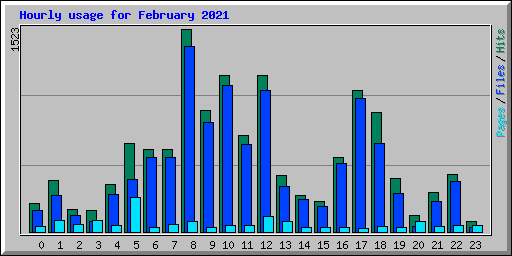 Hourly usage for February 2021
1523
Pages/Files/Hits
0 1 2 3 4 5 6 7 8 9 10 11 12 13 14 15 16 17 18 19 20 21 22 23